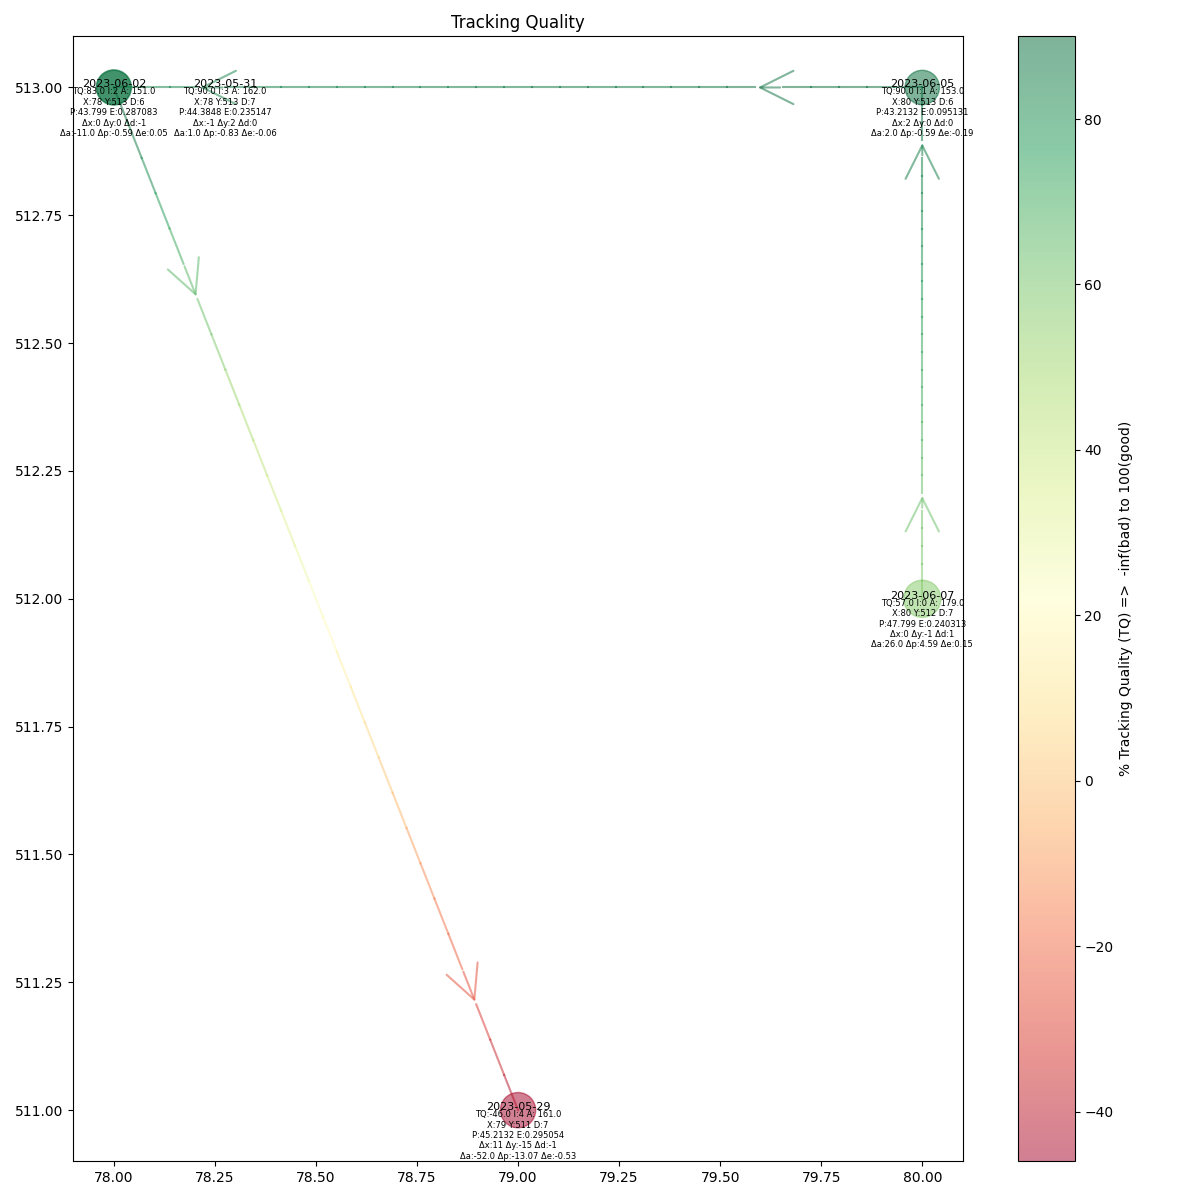 Tracking Quality
513.00
512.75
512.50
512.25
512.00
511.75
511.50
511.25
511.00
2023-06-02
TQ:83.0 I:2 A: 151.0
X:78 Y:513 D:6
P:43.799 E:0.287083
Δx:0 Δy:0 Δd:-1
Δa:-11.0 Δp:-0.59 Δe:0.05
2023-05-31
TQ:90.0 I:3 A: 162.0
X:78 Y:513 D:7
P:44.3848 E:0.235147
Δx:-1 Δy:2 Δd:0
Δa:1.0 Δp:-0.83 Δe:-0.06
2023-06-05
TQ:90.0 I:1 A: 153.0
X:80 Y:513 D:6
P:43.2132 E:0.095131
Δx:2 Δy:0 Δd:0
Δa:2.0 Δp:-0.59 Δe:-0.19
2023-06-07
TQ:57.0 I:0 A: 179.0
X:80 Y:512 D:7
P:47.799 E:0.240313
Δx:0 Δy:-1 Δd:1
Δa:26.0 Δp:4.59 Δe:0.15
2023-05-29
TQ:-46.0 I:4 A: 161.0
X:79 Y:511 D:7
P:45.2132 E:0.295054
Δx:11 Δy:-15 Δd:-1
Δa:-52.0 Δp:-13.07 Δe:-0.53
78.00
78.25
78.50
78.75
79.00
79.25
79.50
79.75
80.00
80
60
40
20
0
−20
−40
% Tracking Quality (TQ) => -inf(bad) to 100(good)